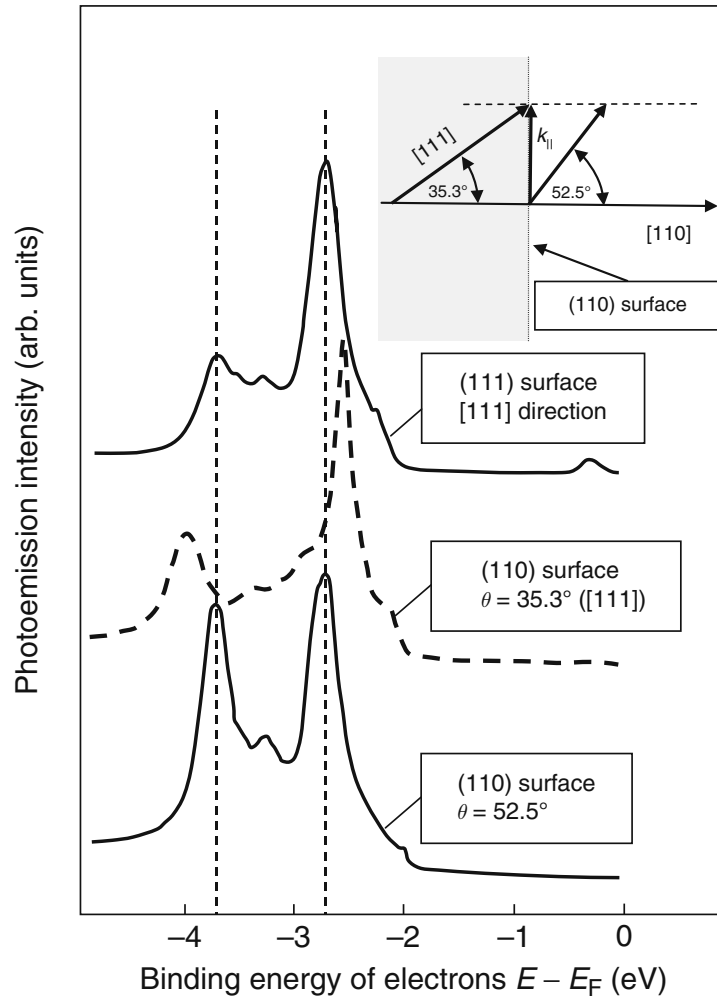 [111]
k||
35.3°
52.5°
[110]
(110) surface
(111) surface
[111] direction
(110) surface
θ = 35.3° ([111])
(110) surface
θ = 52.5°
Photoemission intensity (arb. units)
–4 –3 –2 –1 0
Binding energy of electrons E – EF (eV)